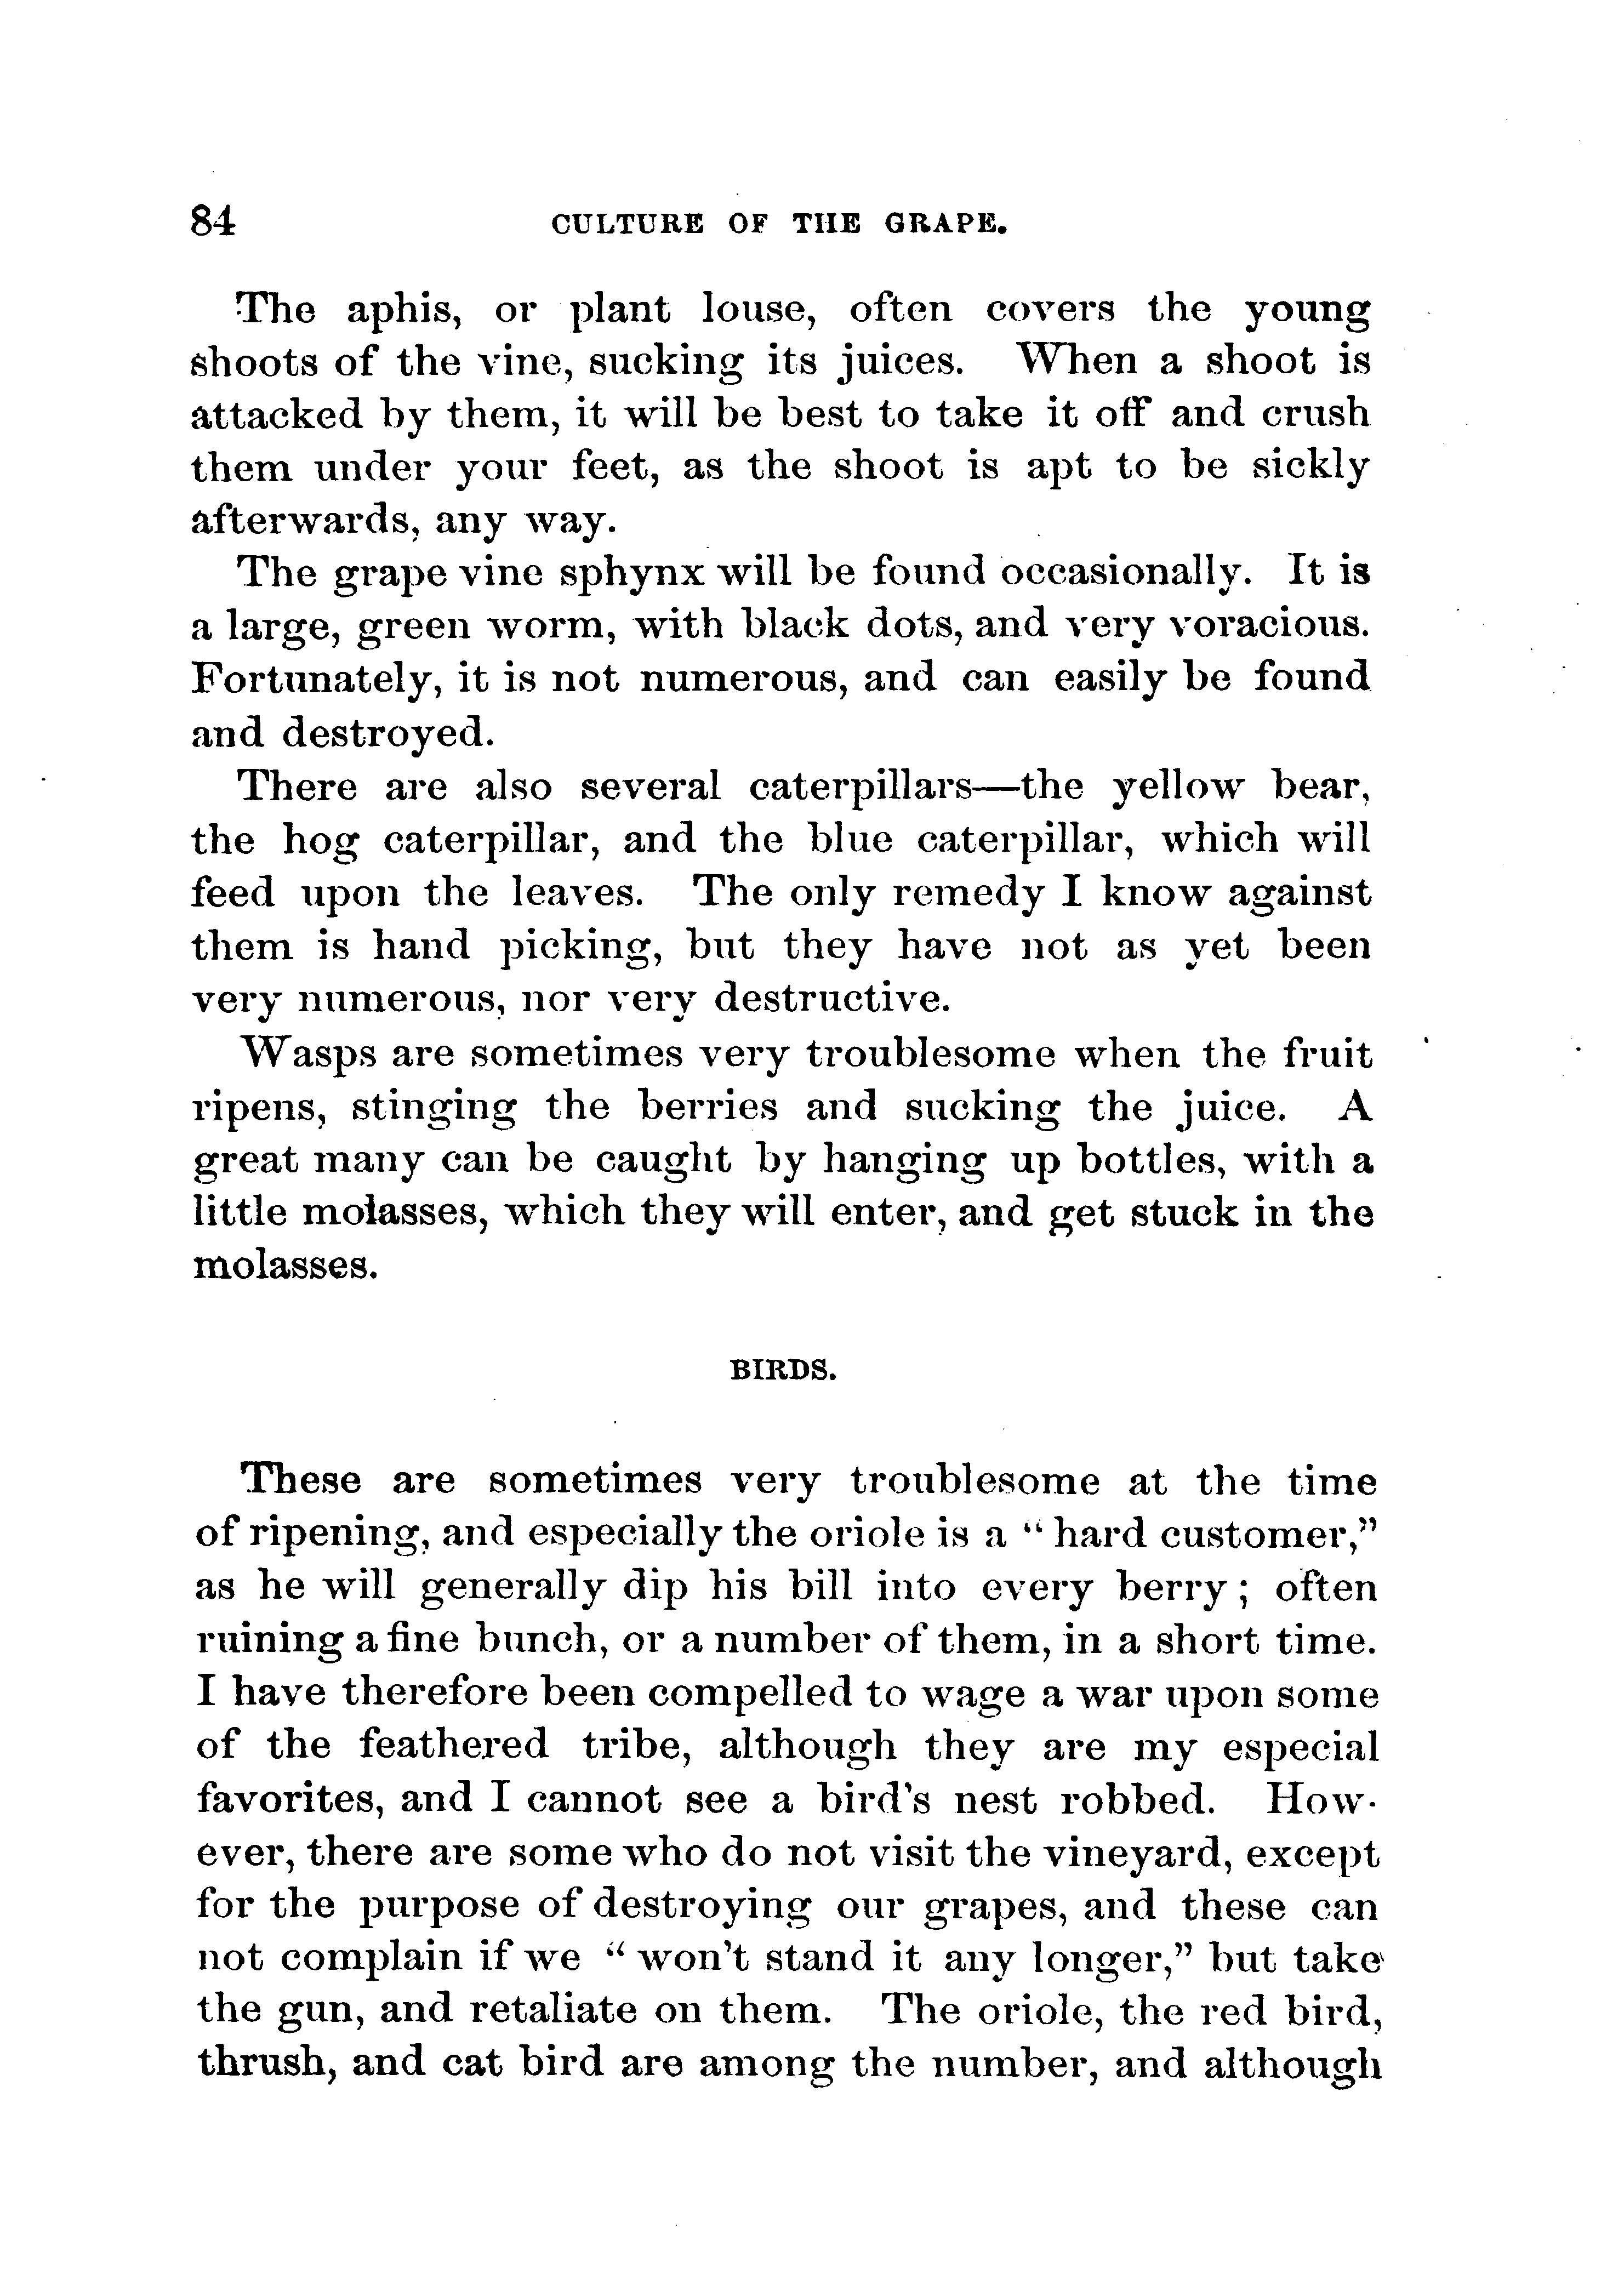 84 CULTURE OF THE GRAPE.
The aphis, or plant louse, often covers the young
shoots of the vine, sucking its juices. When a shoot is
attacked by them, it will be best to take it off and crush
them under your feet, as the shoot is apt to be sickly
afterwards, any way.
The grape vine sphynx will be found occasionally. It is
a large, green worm, with black dots, and very voracious.
Fortunately, it is not numerous, and can easily be found
and destroyed.
There are also several caterpillars—the yellow bear,
the hog caterpillar, and the blue caterpillar, which will
feed upon the leaves. The only remedy I know against
them is hand picking, but they have not as yet been
very numerous, nor very destructive.
Wasps are sometimes very troublesome when the fruit
ripens, stinging the berries and sucking the juice. A
great many can be caught by hanging up bottles, with a
little molasses, which they will enter, and get stuck in the
molasses.
BIRDS.
These are sometimes very troublesome at the time
of ripening, and especially the oriole is a “hard customer,”
as he will generally dip his bill into every berry; often
ruining a fine bunch, or a number of them, in a short time.
I have therefore been compelled to wage a war upon some
of the feathered tribe, although they are my especial
favorites, and I cannot see a bird's nest robbed. How-
ever, there are some who do not visit the vineyard, except
for the purpose of destroying our grapes, and these can
not complain if we “won't stand it any longer,” but take
the gun, and retaliate on them. The oriole, the red bird,
thrush, and cat bird are among the number, and although